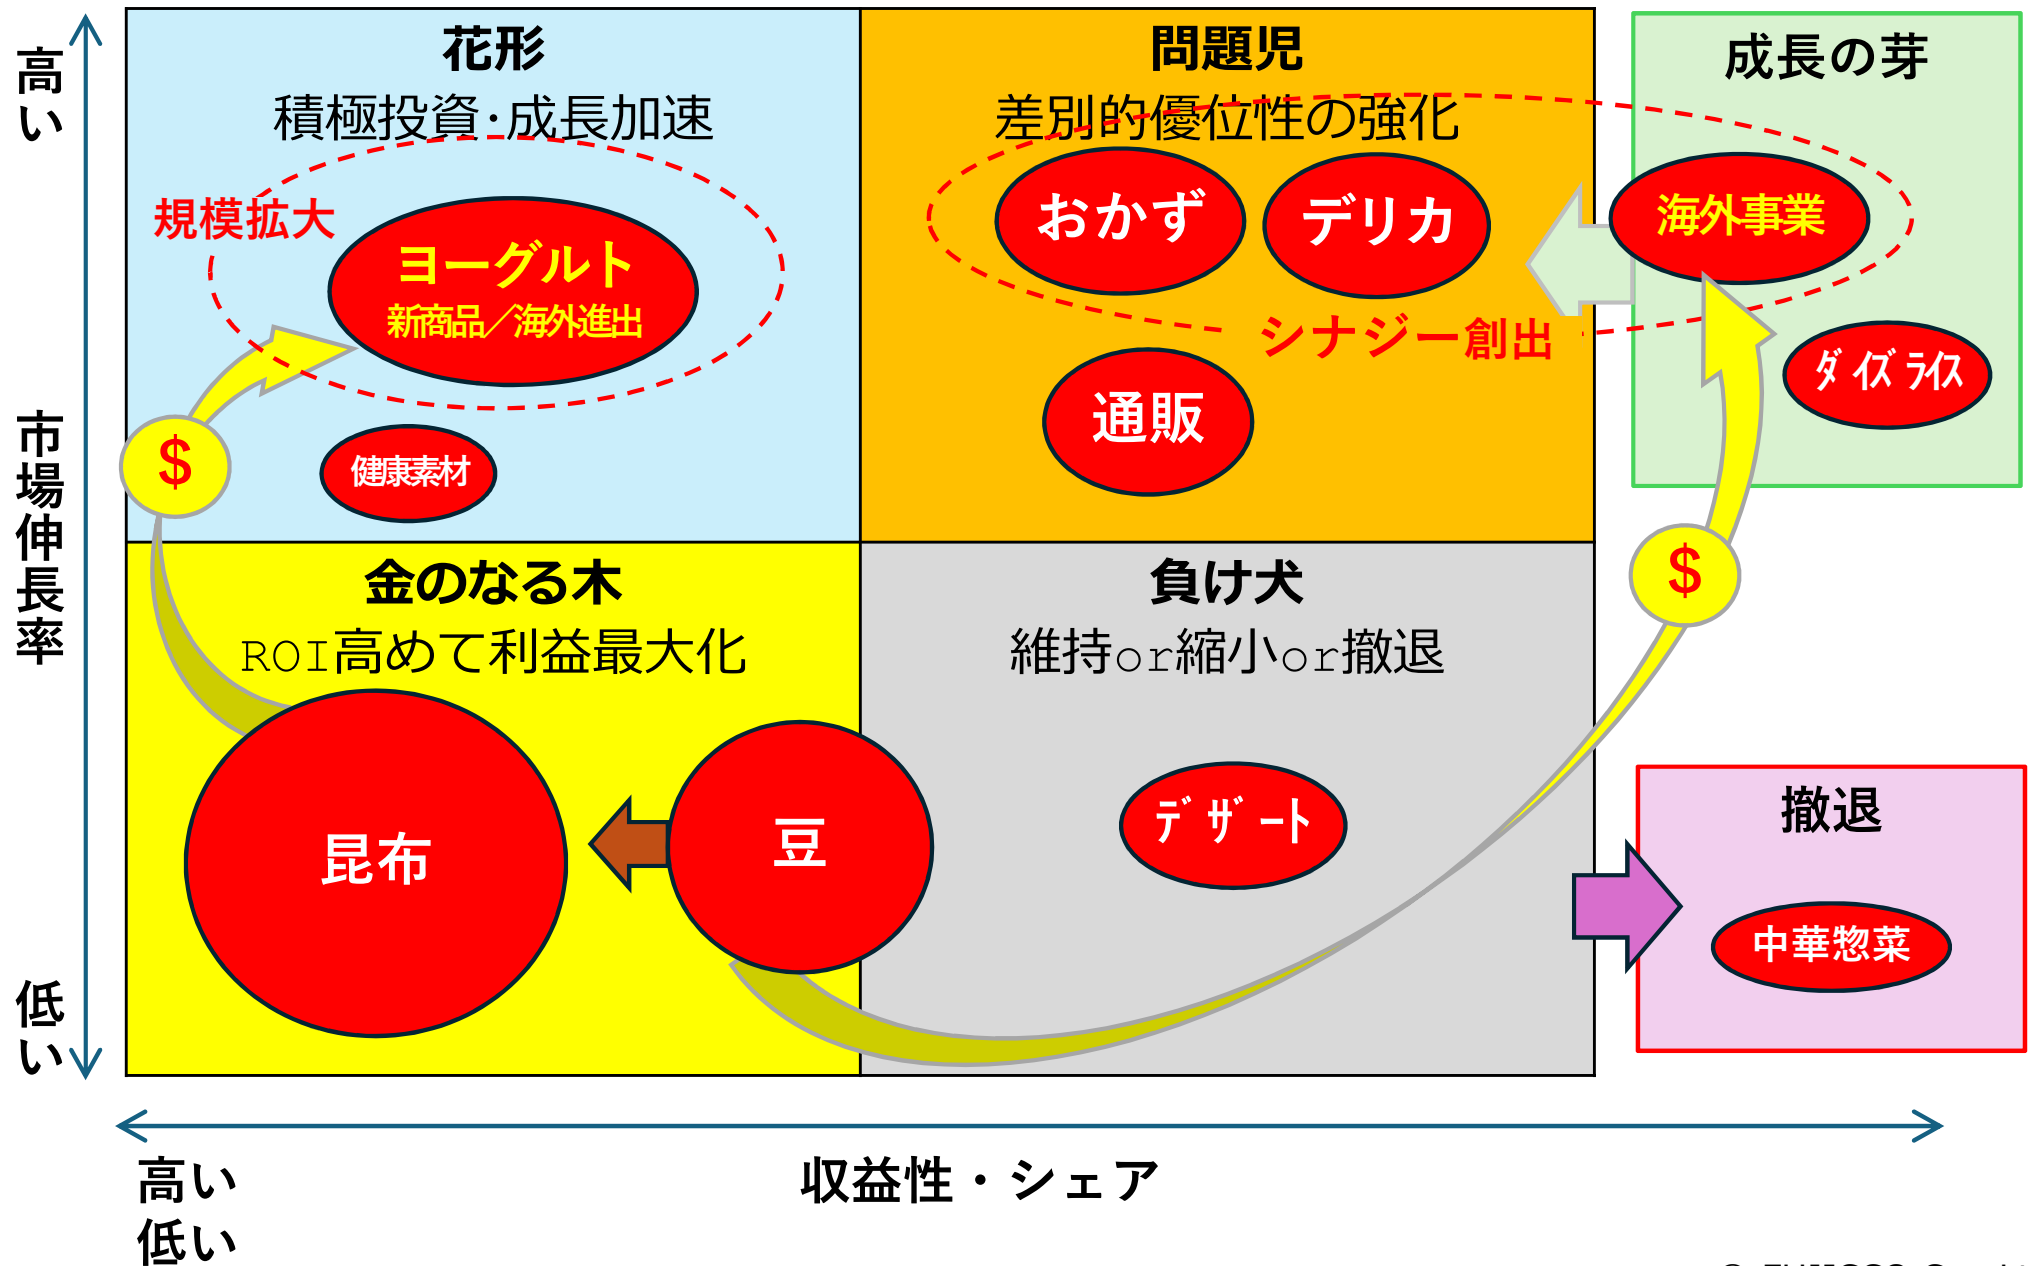 高い
市場伸長率
低い
花形
積極投資・成長加速
規模拡大
ヨーグルト
新商品／海外進出
$
健康素材
問題児
差別的優位性の強化
おかず
デリカ
シナジー創出
通販
成長の芽
海外事業
ﾀﾞｲｽﾞﾗｲｽ
$
金のなる木
ROI高めて利益最大化
昆布
豆
負け犬
維持or縮小or撤退
ﾃﾞｻﾞｰﾄ
撤退
中華惣菜
高い
収益性・シェア
低い